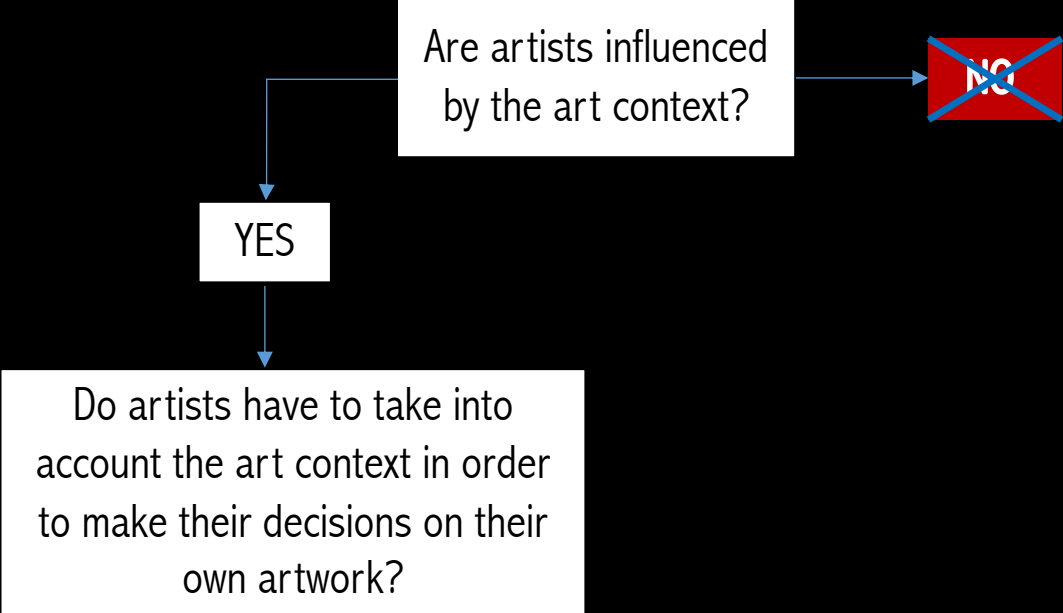 Are artists influenced
by the art context?
NO
YES
Do artists have to take into
account the art context in order
to make their decisions on their
own artwork?